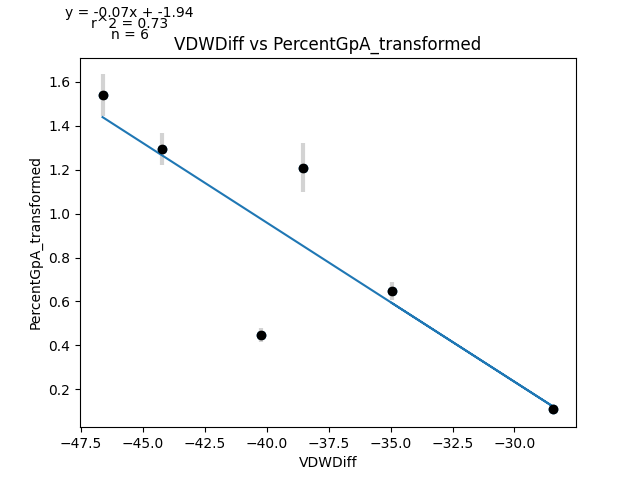 y = -0.07x + -1.94
r^2 = 0.73
n = 6
VDWDiff vs PercentGpA_transformed
PercentGpA_transformed
1.6
1.4
1.2
1.0
0.8
0.6
0.4
0.2
−47.5 −45.0 −42.5 −40.0 −37.5 −35.0 −32.5 −30.0
VDWDiff